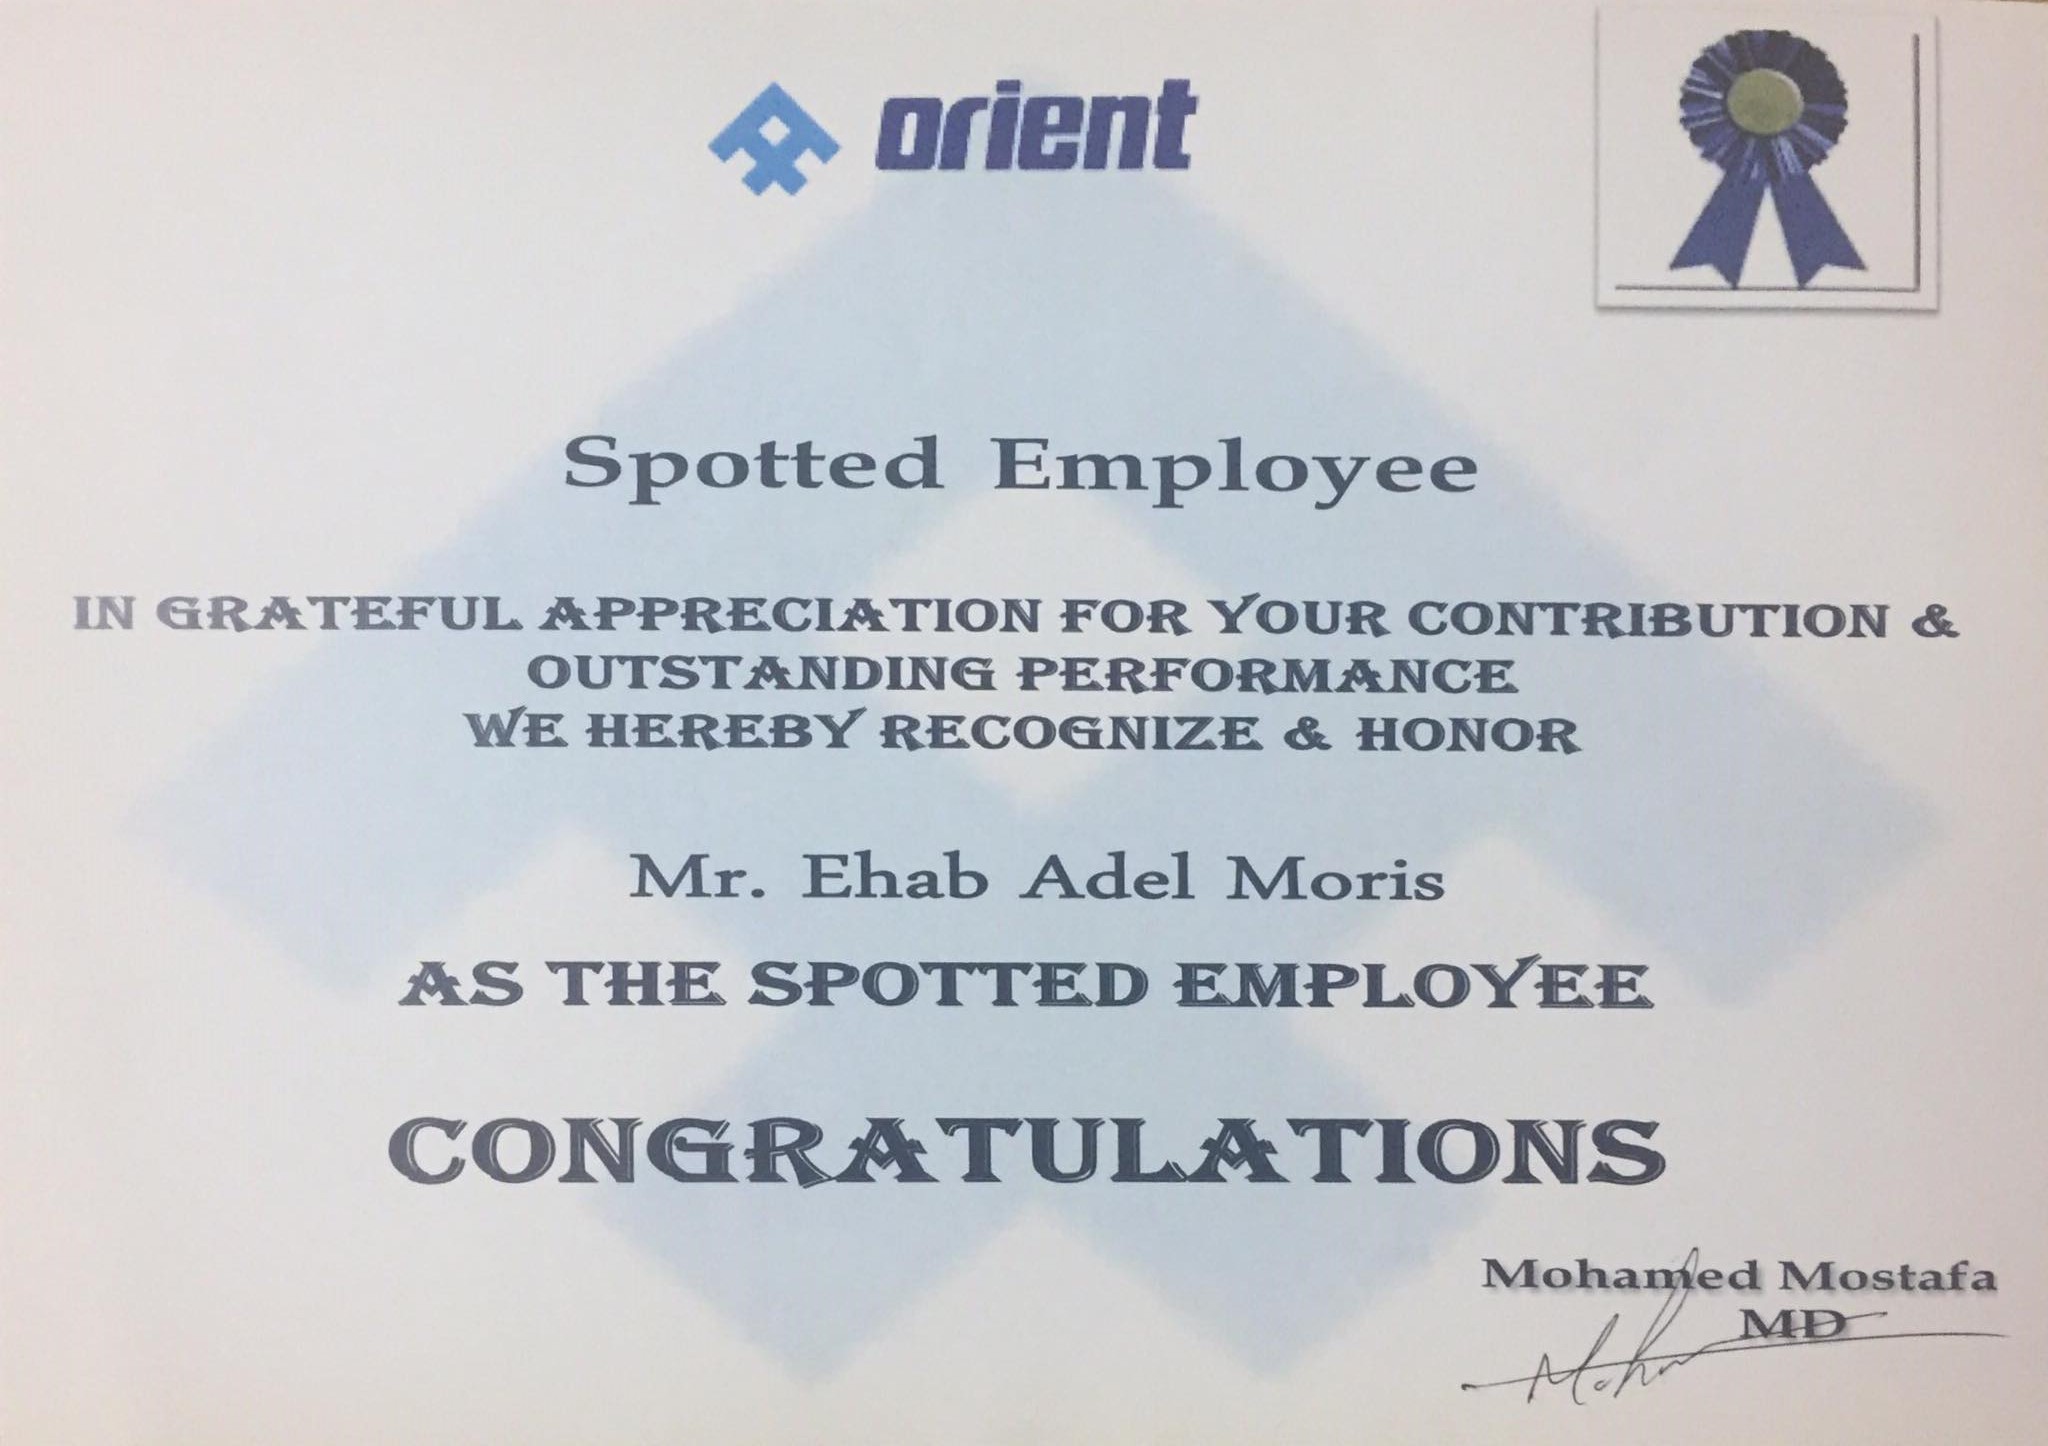 orient
Spotted Employee
IN GRATEFUL APPRECIATION FOR YOUR CONTRIBUTION &
OUTSTANDING PERFORMANCE
WE HEREBY RECOGNIZE & HONOR
Mr. Ehab Adel Moris
AS THE SPOTTED EMPLOYEE
CONGRATULATIONS
Mohamed Mostafa
MD